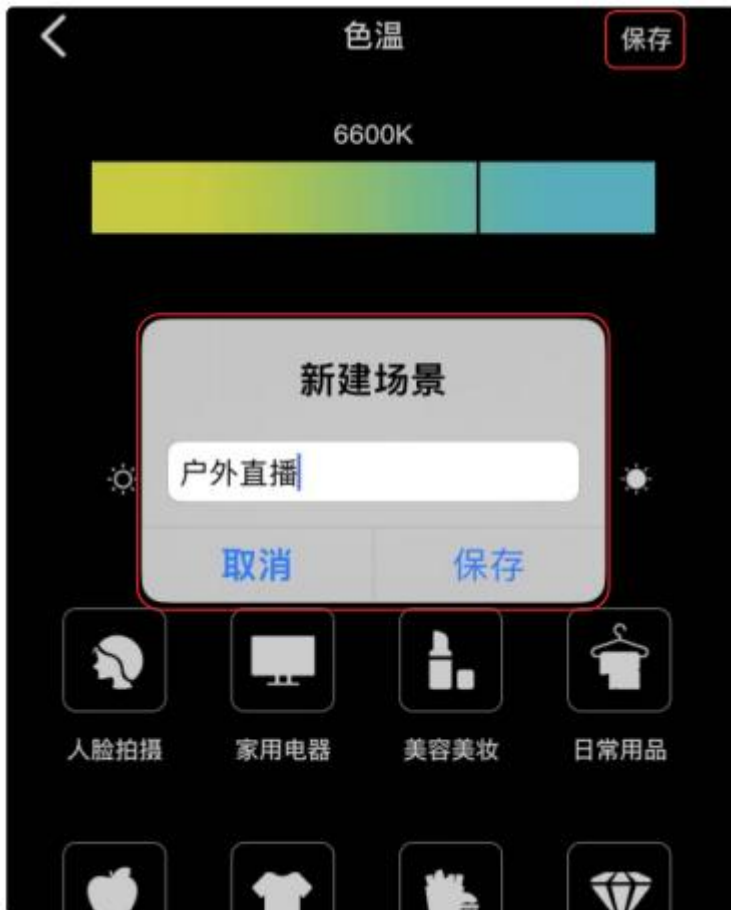 色温
保存
6600K
新建场景
户外直播
取消
保存
人脸拍摄
家用电器
美容美妆
日常用品